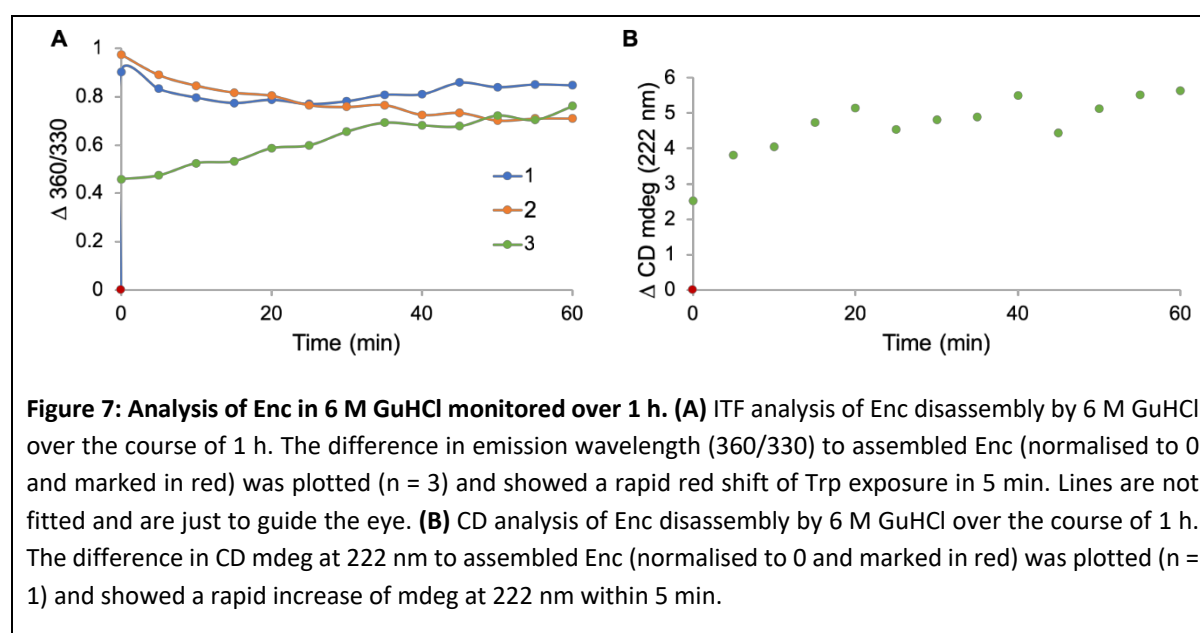 A
B
1
0.8
0.6
0.4
0.2
0
Δ 360/330
1
2
3
0 20 40 60
Time (min)
6
5
4
3
2
1
0
Δ CD mdeg (222 nm)
0 20 40 60
Time (min)
Figure 7: Analysis of Enc in 6 M GuHCl monitored over 1 h. (A) ITF analysis of Enc disassembly by 6 M GuHCl
over the course of 1 h. The difference in emission wavelength (360/330) to assembled Enc (normalised to 0
and marked in red) was plotted (n = 3) and showed a rapid red shift of Trp exposure in 5 min. Lines are not
fitted and are just to guide the eye. (B) CD analysis of Enc disassembly by 6 M GuHCl over the course of 1 h.
The difference in CD mdeg at 222 nm to assembled Enc (normalised to 0 and marked in red) was plotted (n =
1) and showed a rapid increase of mdeg at 222 nm within 5 min.